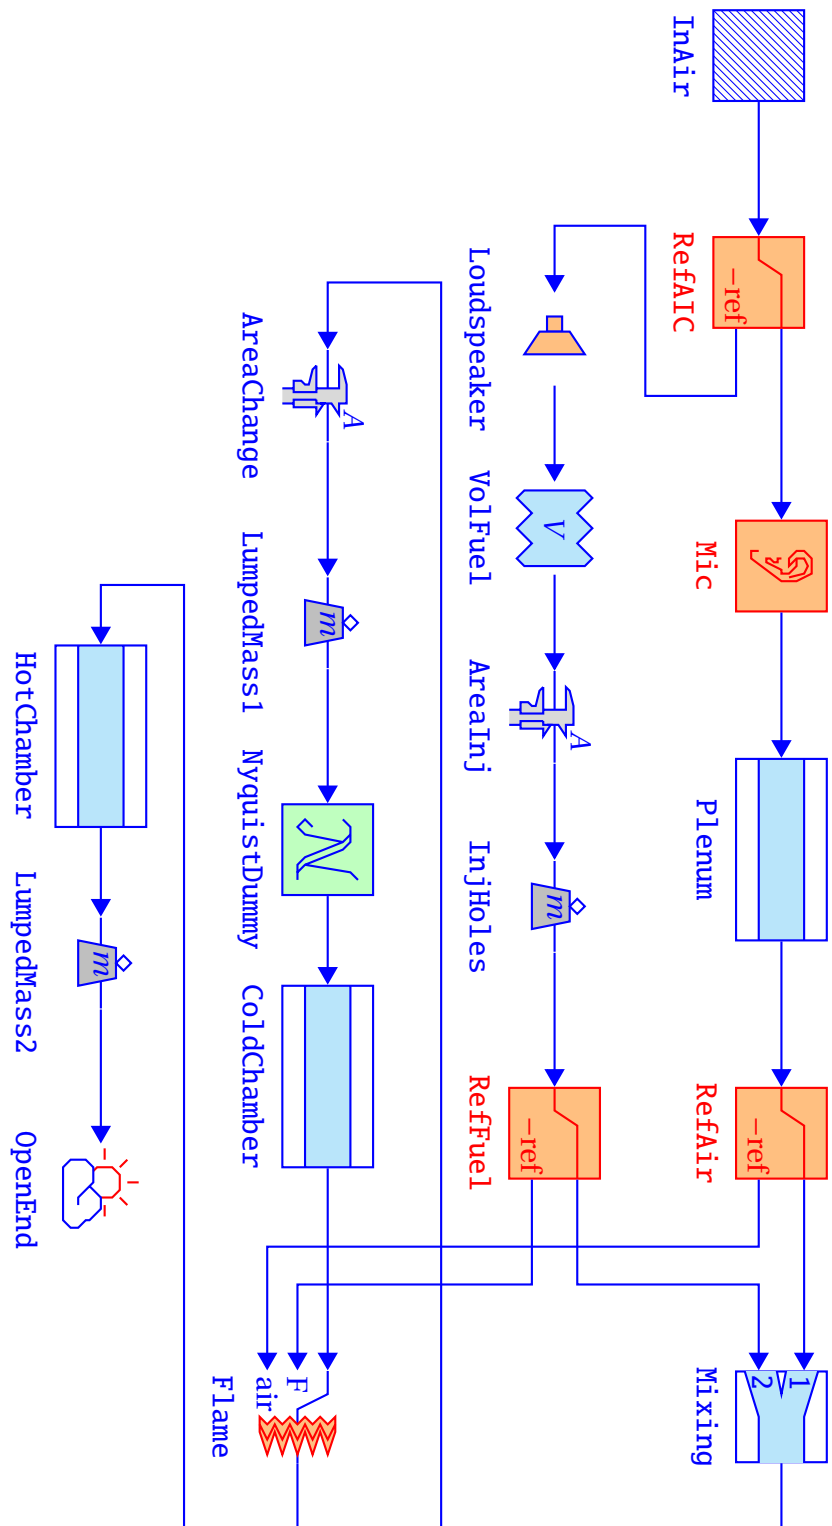 InAir
RefAIC
−ref
Mic
Plenum
RefAir
−ref
Mixing
1
2
Loudspeaker
VolFuel
V
AreaInj
A
InjHoles
m
RefFuel
−ref
AreaChange
A
LumpedMass1
m
NyquistDummy
N
ColdChamber
Flame
F
air
HotChamber
LumpedMass2
m
OpenEnd